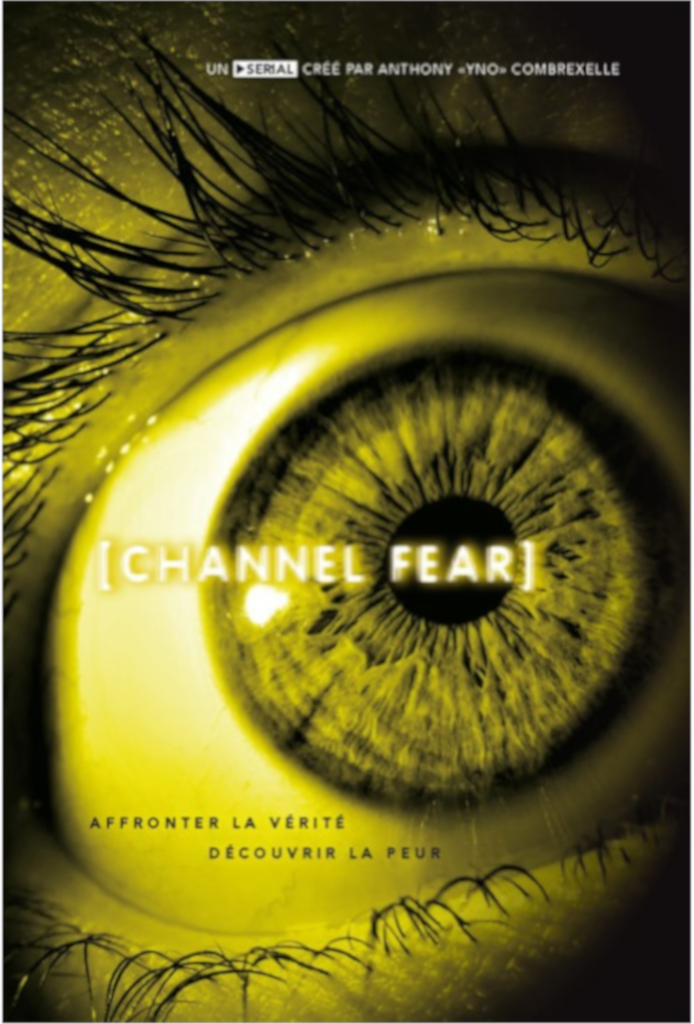 UN ▶SERIAL CRÉÉ PAR ANTHONY «YNO» COMBREXELLE
[CHANNEL FEAR]
AFFRONTER LA VÉRITÉ
DÉCOUVRIR LA PEUR